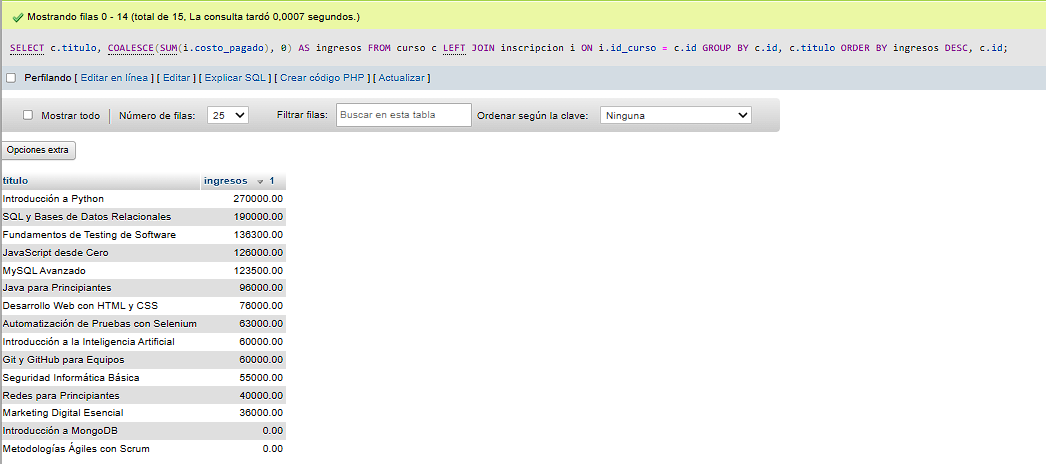 Mostrando filas 0 - 14 (total de 15, La consulta tardó 0,0007 segundos.)
SELECT c.titulo, COALESCE(SUM(i.costo_pagado), 0) AS ingresos FROM curso c LEFT JOIN inscripcion i ON i.id_curso = c.id GROUP BY c.id, c.titulo ORDER BY ingresos DESC, c.id;
Perfilando [ Editar en línea ] [ Editar ] [ Explicar SQL ] [ Crear código PHP ] [ Actualizar ]
Mostrar todo Número de filas: 25 Filtrar filas: Buscar en esta tabla Ordenar según la clave: Ninguna
Opciones extra
titulo ingresos 1
Introducción a Python 270000.00
SQL y Bases de Datos Relacionales 190000.00
Fundamentos de Testing de Software 136300.00
JavaScript desde Cero 126000.00
MySQL Avanzado 123500.00
Java para Principiantes 96000.00
Desarrollo Web con HTML y CSS 76000.00
Automatización de Pruebas con Selenium 63000.00
Introducción a la Inteligencia Artificial 60000.00
Git y GitHub para Equipos 60000.00
Seguridad Informática Básica 55000.00
Redes para Principiantes 40000.00
Marketing Digital Esencial 36000.00
Introducción a MongoDB 0.00
Metodologías Ágiles con Scrum 0.00